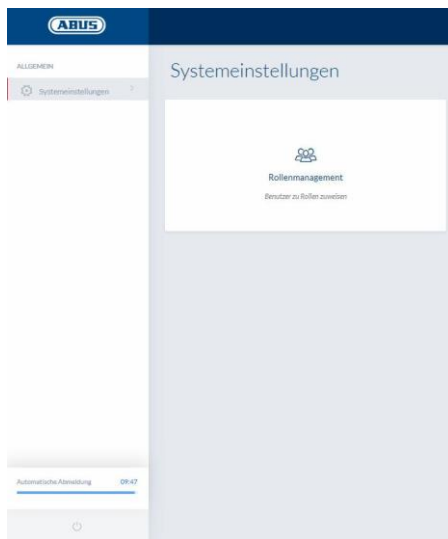 ABUS
ALLGEMEIN
Systemeinstellungen
Systemeinstellungen
Rollenmanagement
Benutzer zu Rollen zuweisen
Automatische Abmeldung 09:47